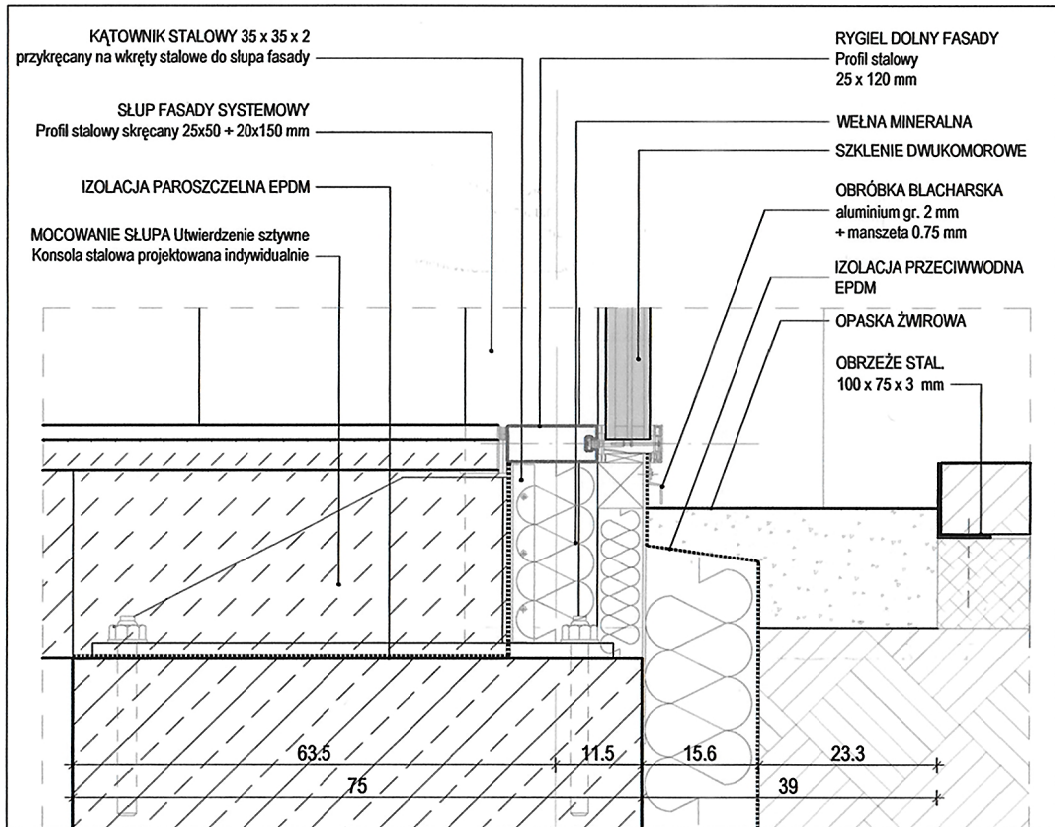 KĄTOWNIK STALOWY 35 x 35 x 2
przykręcany na wkręty stalowe do słupa fasady
SŁUP FASADY SYSTEMOWY
Profil stalowy skręcany 25x50 + 20x150 mm
IZOLACJA PAROSZCZELNA EPDM
MOCOWANIE SŁUPA Utwierdzenie sztywne
Konsola stalowa projektowana indywidualnie
RYGIEL DOLNY FASADY
Profil stalowy
25 x 120 mm
WEŁNA MINERALNA
SZKLENIE DWUKOMOROWE
OBRÓBKA BLACHARSKA
aluminium gr. 2 mm
+ manszeta 0.75 mm
IZOLACJA PRZECIWWODNA
EPDM
OPASKA ŻWIROWA
OBRZEŻE STAL.
100 x 75 x 3 mm
63.5 11.5 15.6 23.3
75 39